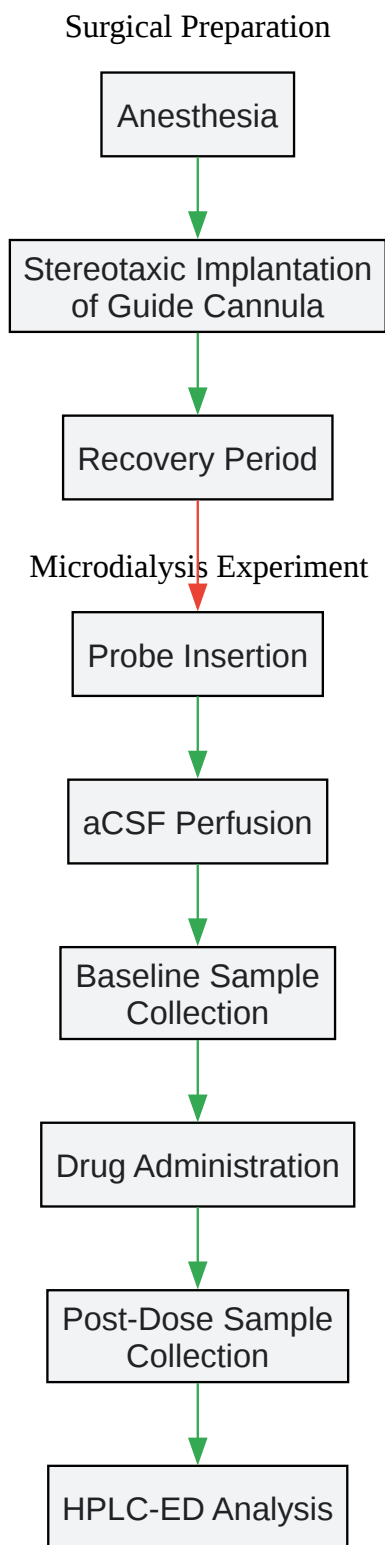 Surgical Preparation
Anesthesia
Stereotaxic Implantation
of Guide Cannula
Recovery Period
Microdialysis Experiment
Probe Insertion
aCSF Perfusion
Baseline Sample
Collection
Drug Administration
Post-Dose Sample
Collection
HPLC-ED Analysis